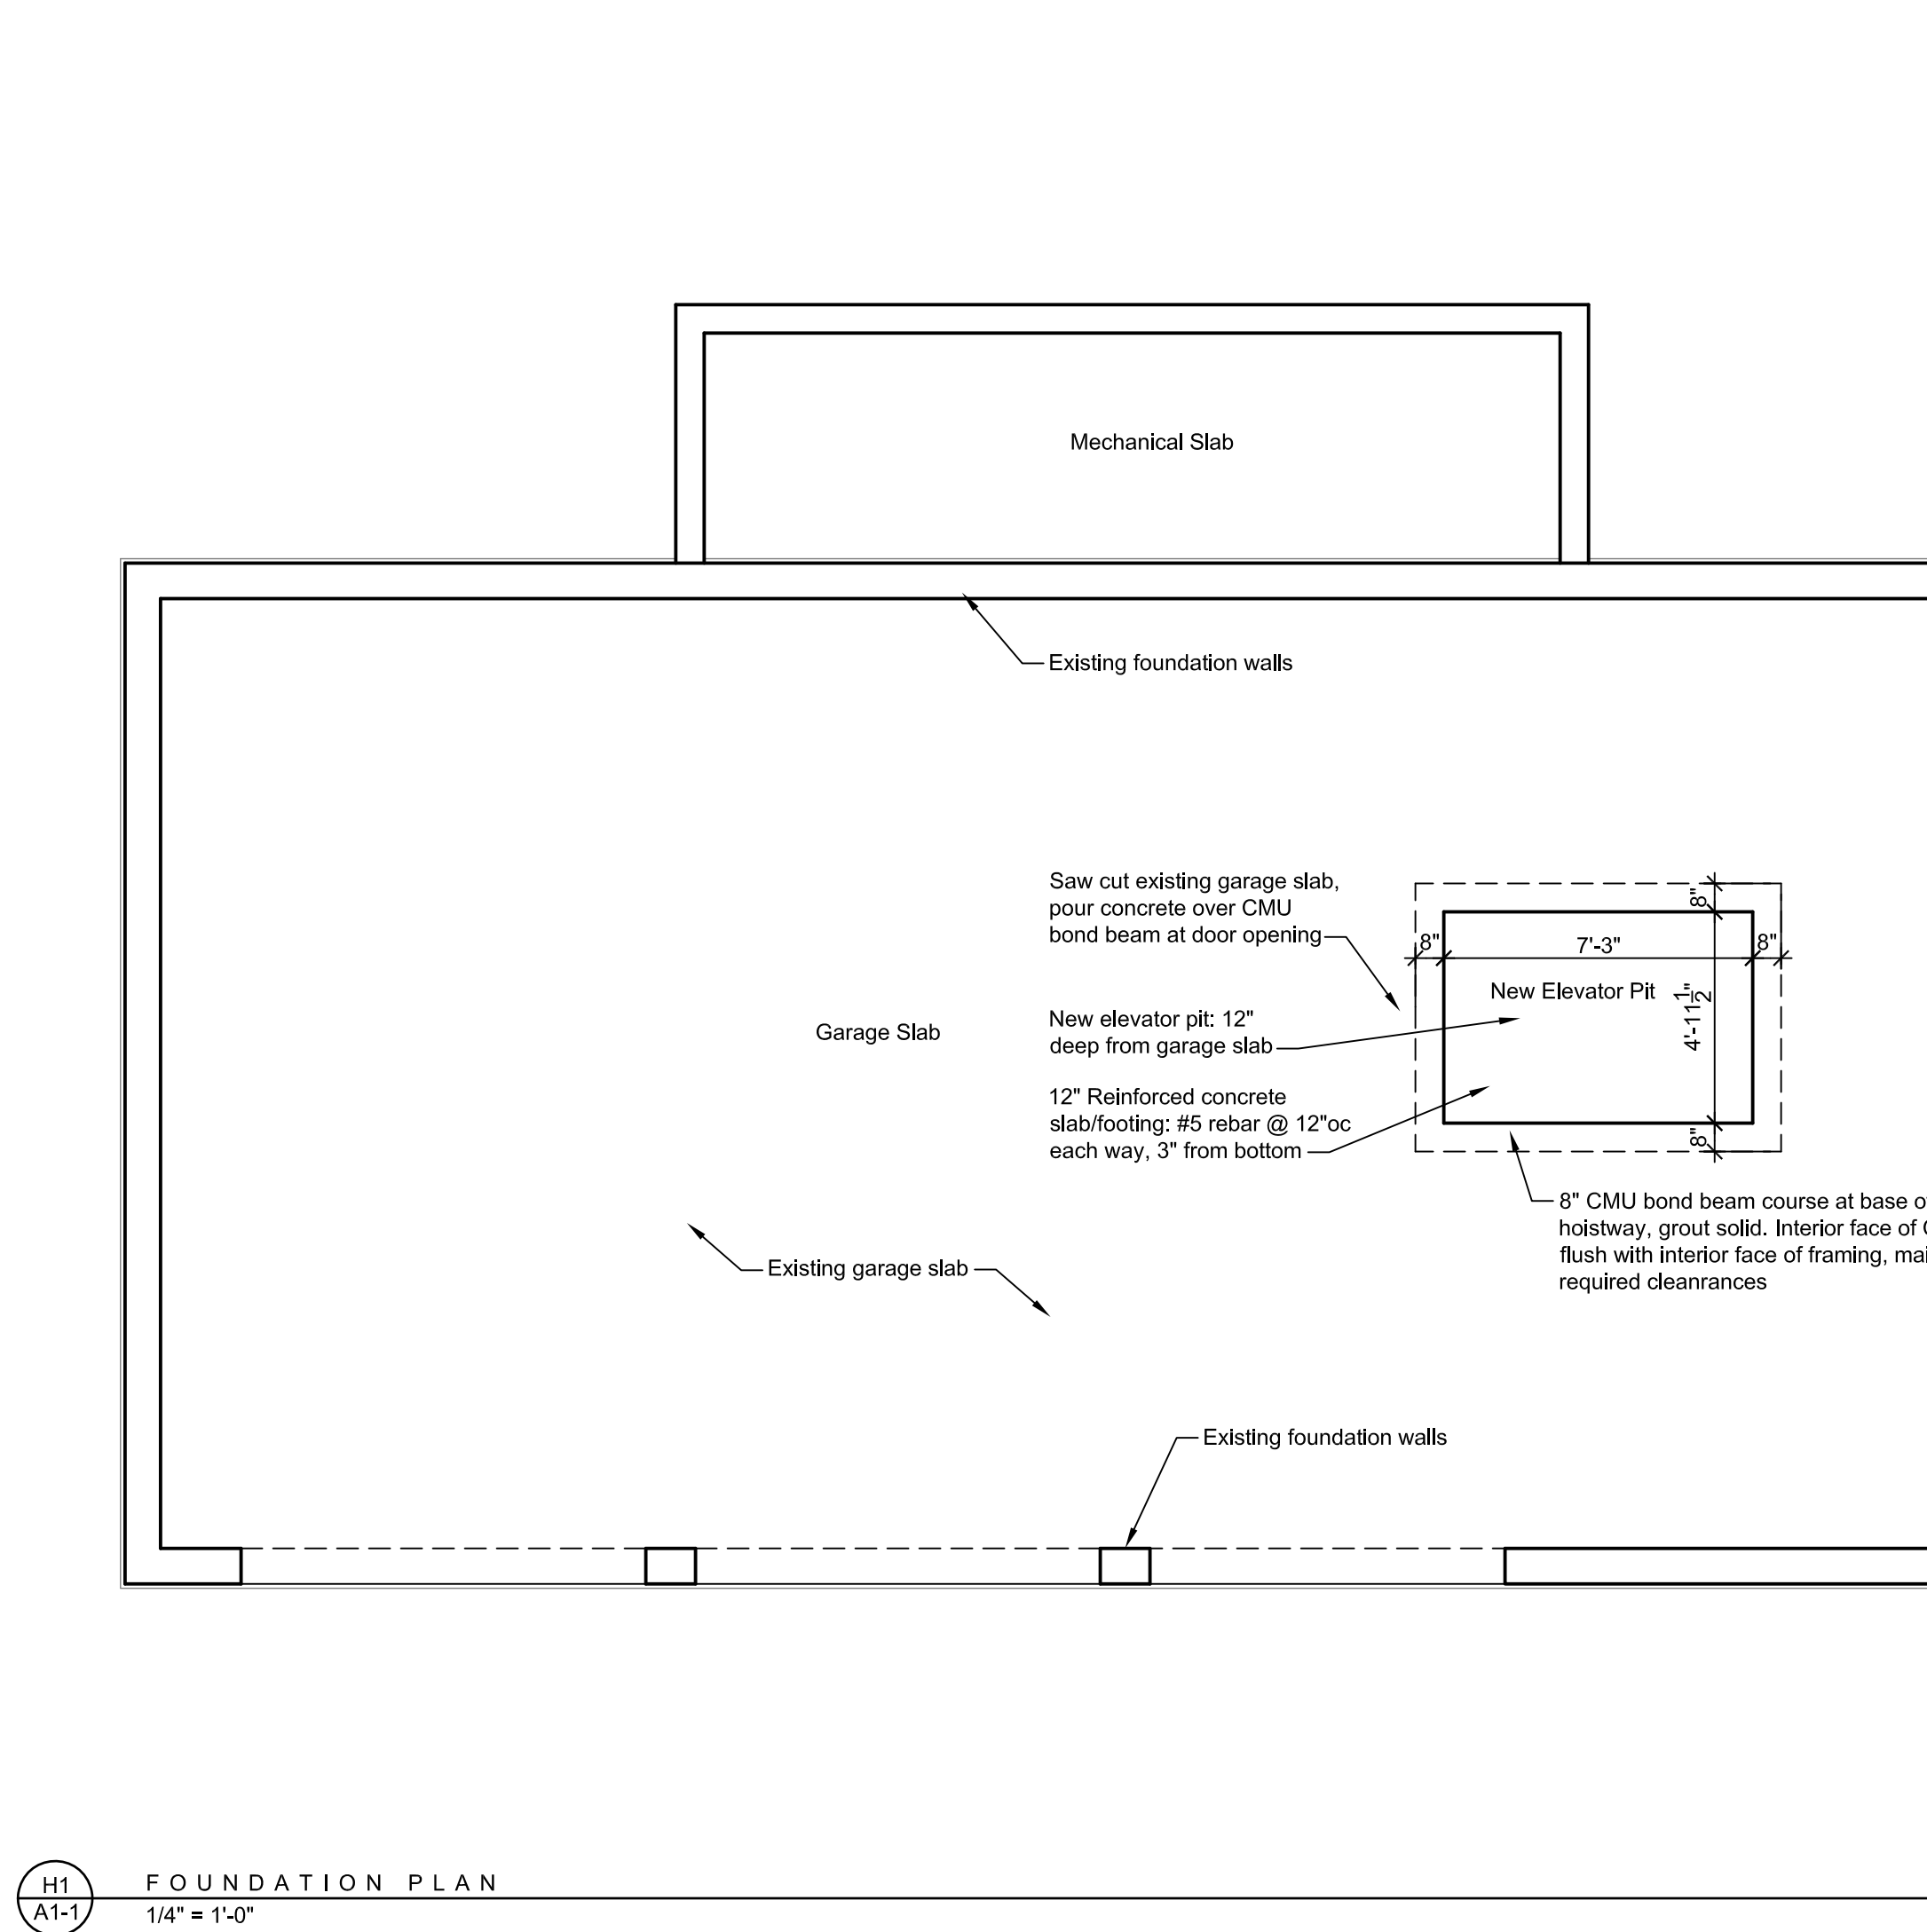 Mechanical Slab
Existing foundation walls
Saw cut existing garage slab,
pour concrete over CMU
bond beam at door opening
8"
8"
7'-3"
8"
New Elevator Pit
4'-11 1/2"
New elevator pit: 12"
deep from garage slab
Garage Slab
12" Reinforced concrete
slab/footing: #5 rebar @ 12"oc
each way, 3" from bottom
8"
8" CMU bond beam course at base
hoistway, grout solid. Interior face of
flush with interior face of framing,
required cleanrances
Existing garage slab
Existing foundation walls
H1
A1-1
FOUNDATION PLAN
1/4" = 1'-0"